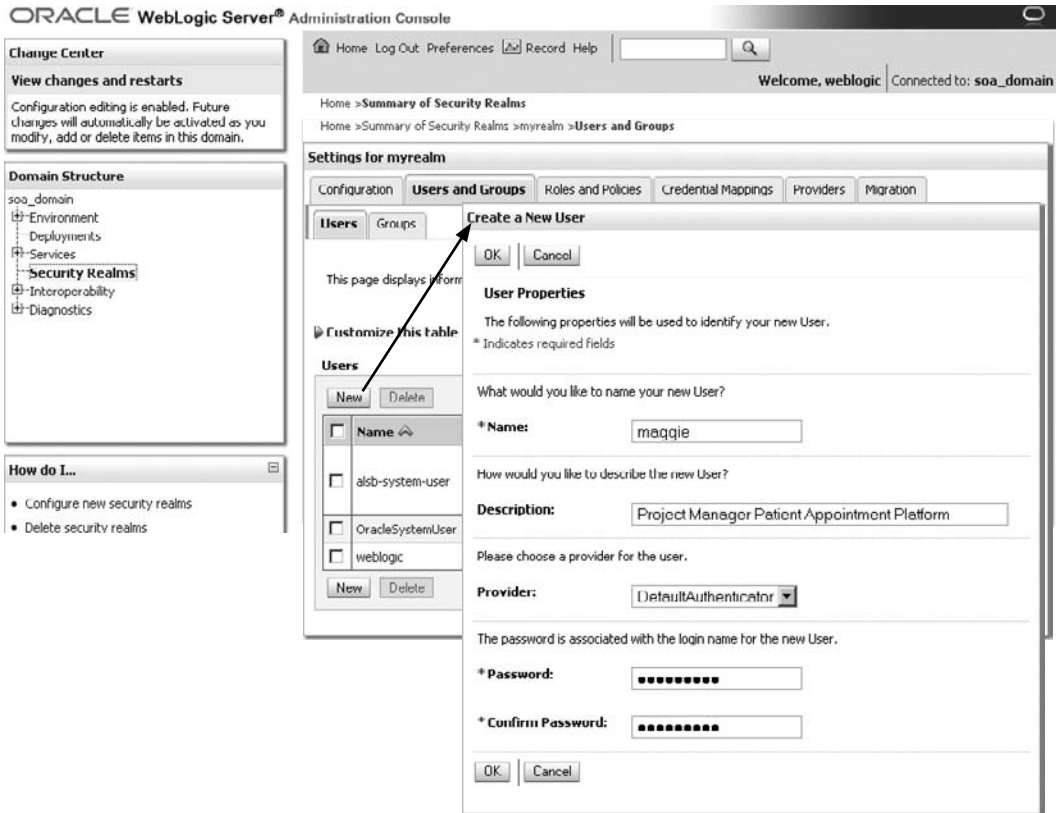 ORACLE WebLogic Server® Administration Console
Change Center
View changes and restarts
Configuration editing is enabled. Future
changes will automatically be activated as you
modify, add or delete items in this domain.
Domain Structure
soa_domain
Environment
Deployments
Services
Security Realms
Interoperability
Diagnostics
How do I...
Configure new security realms
Delete security realms
Home Log Out Preferences Record Help
Welcome, weblogic Connected to: soa_domain
Home >Summary of Security Realms
Home >Summary of Security Realms >myrealm >Users and Groups
Settings for myrealm
Configuration Users and Groups Roles and Policies Credential Mappings Providers Migration
Users Groups
This page displays inform
Customize this table
Users
New Delete
Name
alsb-system-user
OracleSystemUser
weblogic
New Delete
Create a New User
OK Cancel
User Properties
The following properties will be used to identify your new User.
* Indicates required fields
What would you like to name your new User?
* Name: maggie
How would you like to describe the new User?
Description: Project Manager Patient Appointment Platform
Please choose a provider for the user.
Provider: DefaultAuthenticator
The password is associated with the login name for the new User.
* Password: •••••••••
* Confirm Password: •••••••••
OK Cancel